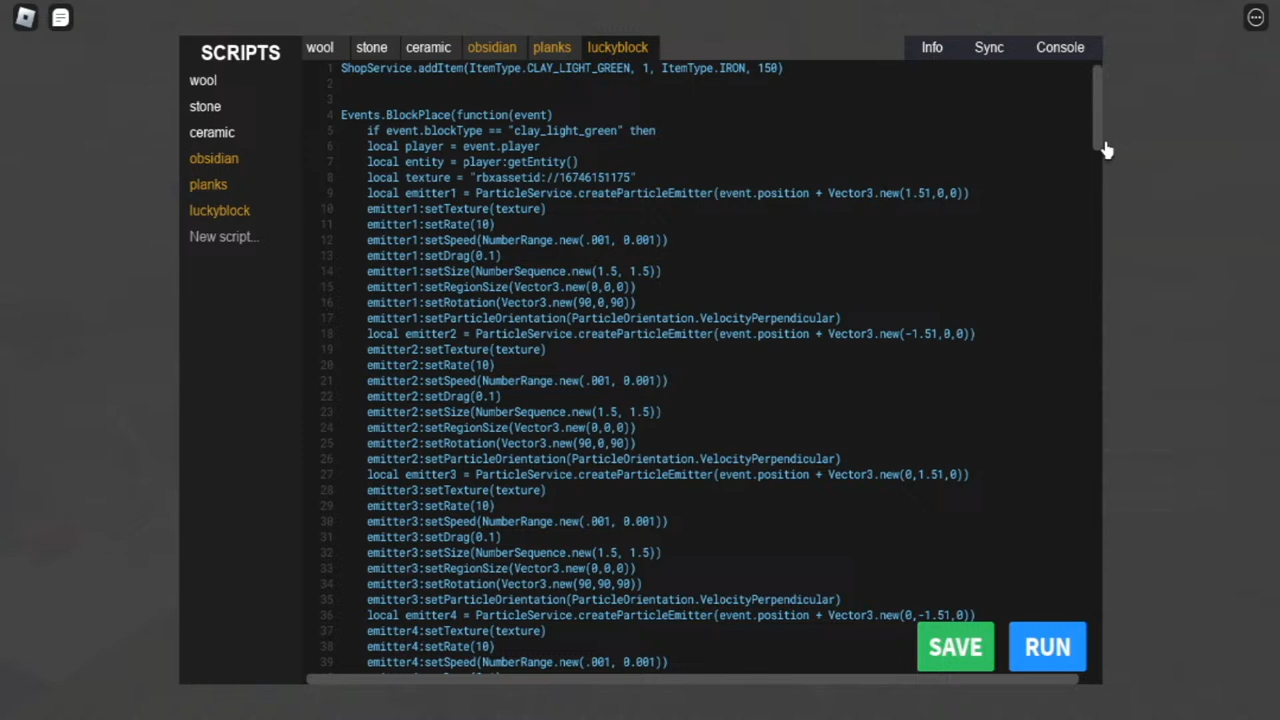 SCRIPTS
wool
stone
ceramic
obsidian
planks
luckyblock
New script...
wool stone ceramic obsidian planks luckyblock
Info Sync Console
1 ShopService.addItem(ItemType.CLAY_LIGHT_GREEN, 1, ItemType.IRON, 150)
2
3
4 Events.BlockPlace(function(event)
5 if event.blockType == "clay_light_green" then
6 local player = event.player
7 local entity = player:getEntity()
8 local texture = "rbxassetid://16746151175"
9 local emitter1 = ParticleService.createParticleEmitter(event.position + Vector3.new(1.51,0,0))
10 emitter1:setTexture(texture)
11 emitter1:setRate(10)
12 emitter1:setSpeed(NumberRange.new(.001, 0.001))
13 emitter1:setDrag(0.1)
14 emitter1:setSize(NumberSequence.new(1.5, 1.5))
15 emitter1:setRegionSize(Vector3.new(0,0,0))
16 emitter1:setRotation(Vector3.new(90,0,90))
17 emitter1:setParticleOrientation(ParticleOrientation.VelocityPerpendicular)
18 local emitter2 = ParticleService.createParticleEmitter(event.position + Vector3.new(-1.51,0,0))
19 emitter2:setTexture(texture)
20 emitter2:setRate(10)
21 emitter2:setSpeed(NumberRange.new(.001, 0.001))
22 emitter2:setDrag(0.1)
23 emitter2:setSize(NumberSequence.new(1.5, 1.5))
24 emitter2:setRegionSize(Vector3.new(0,0,0))
25 emitter2:setRotation(Vector3.new(90,0,90))
26 emitter2:setParticleOrientation(ParticleOrientation.VelocityPerpendicular)
27 local emitter3 = ParticleService.createParticleEmitter(event.position + Vector3.new(0,1.51,0))
28 emitter3:setTexture(texture)
29 emitter3:setRate(10)
30 emitter3:setSpeed(NumberRange.new(.001, 0.001))
31 emitter3:setDrag(0.1)
32 emitter3:setSize(NumberSequence.new(1.5, 1.5))
33 emitter3:setRegionSize(Vector3.new(0,0,0))
34 emitter3:setRotation(Vector3.new(90,90,90))
35 emitter3:setParticleOrientation(ParticleOrientation.VelocityPerpendicular)
36 local emitter4 = ParticleService.createParticleEmitter(event.position + Vector3.new(0,-1.51,0))
37 emitter4:setTexture(texture)
38 emitter4:setRate(10)
39 emitter4:setSpeed(NumberRange.new(.001, 0.001))
SAVE RUN